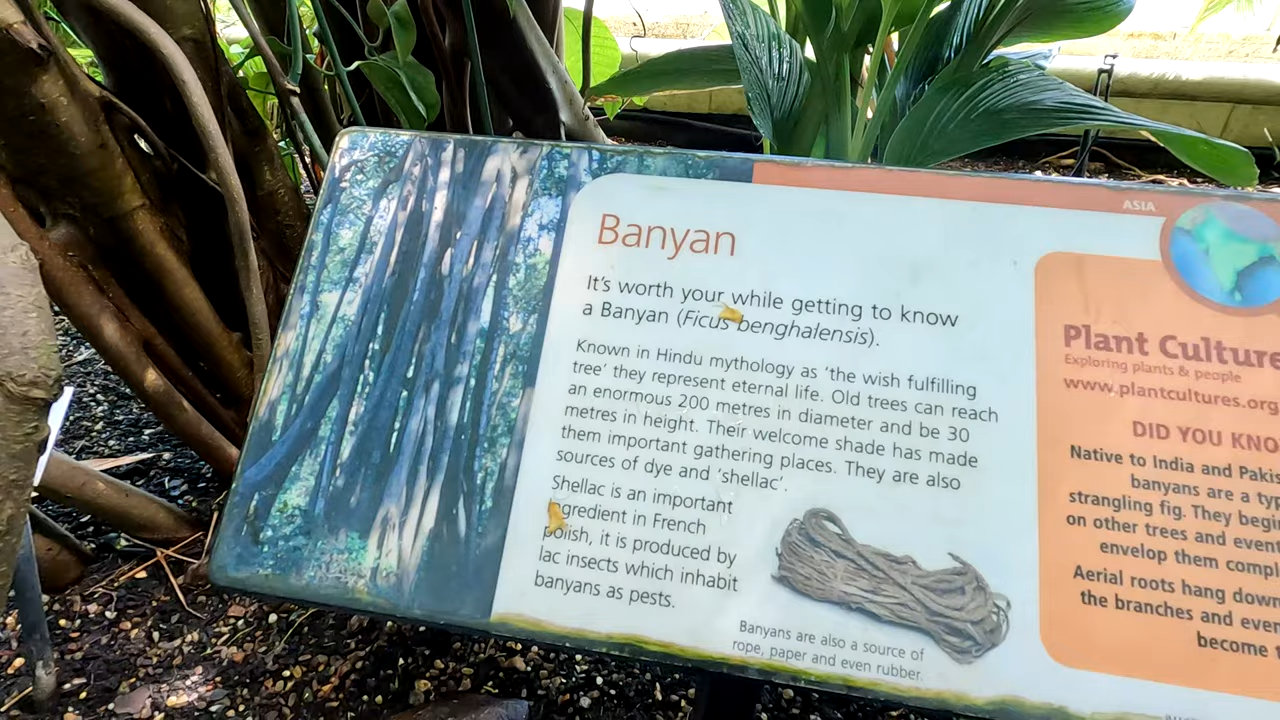 ASIA
Banyan
It's worth your while getting to know
a Banyan (Ficus benghalensis).
Known in Hindu mythology as 'the wish fulfilling
tree' they represent eternal life. Old trees can reach
an enormous 200 metres in diameter and be 30
metres in height. Their welcome shade has made
them important gathering places. They are also
sources of dye and 'shellac'.
Shellac is an important
ingredient in French
polish, it is produced by
lac insects which inhabit
banyans as pests.
Banyans are also a source of
rope, paper and even rubber.
Plant Culture
Exploring plants & people
www.plantcultures.org
DID YOU KNO
Native to India and Pakis
banyans are a typ
strangling fig. They begi
on other trees and event
envelop them compl
Aerial roots hang down
the branches and even
become t